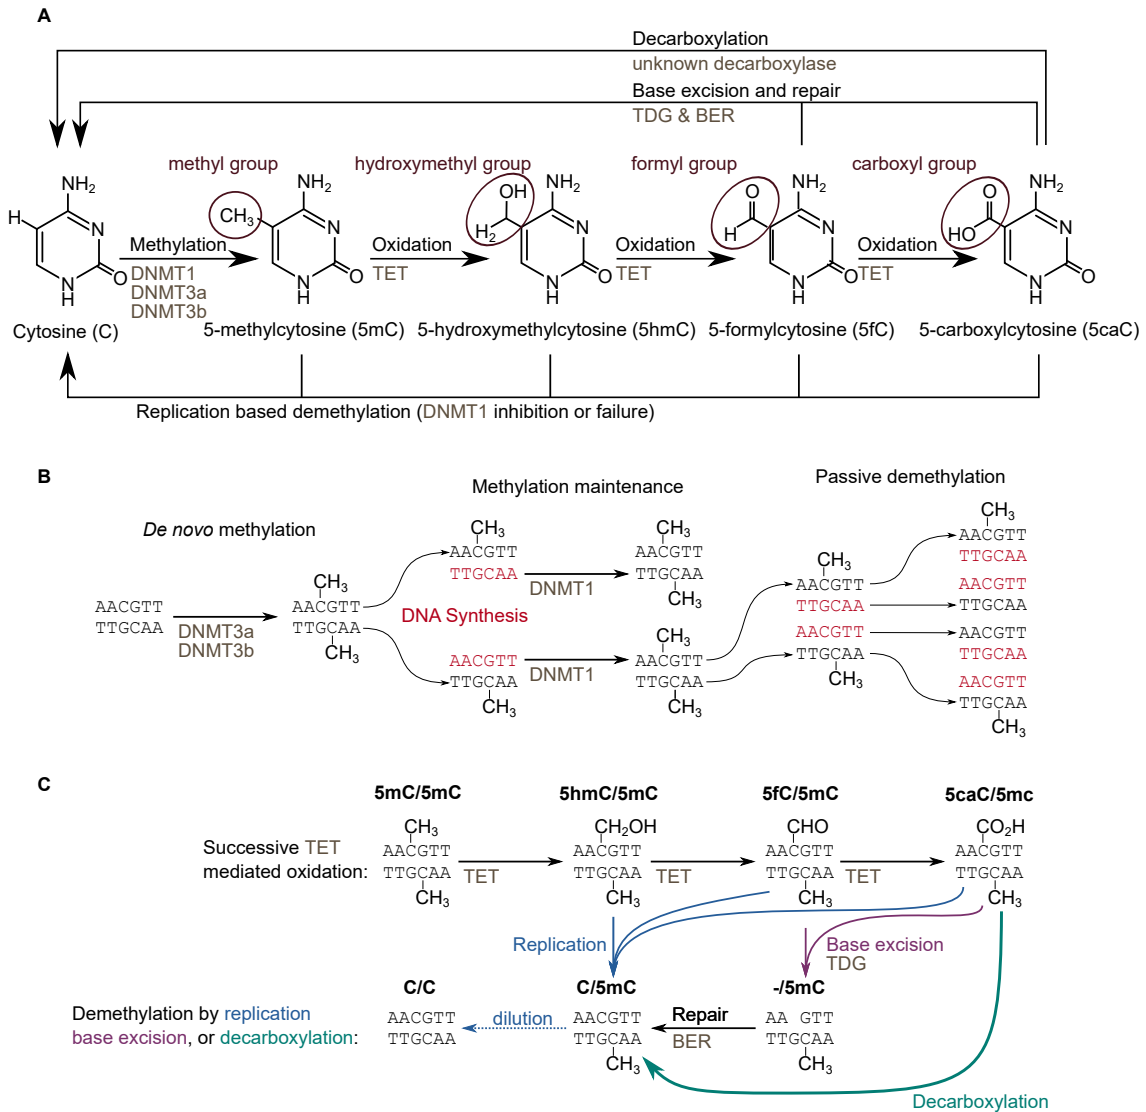 A
Decarboxylation
unknown decarboxylase
Base excision and repair
TDG & BER
methyl group
hydroxymethyl group
formyl group
carboxyl group
NH2
H
N
O
N
H
CH3
NH2
N
O
N
H
OH
H2
NH2
N
O
N
H
O
H
NH2
N
O
N
H
O
HO
NH2
N
O
N
H
Methylation
DNMT1
DNMT3a
DNMT3b
Oxidation
TET
Oxidation
TET
Oxidation
TET
Cytosine (C)
5-methylcytosine (5mC)
5-hydroxymethylcytosine (5hmC)
5-formylcytosine (5fC)
5-carboxylcytosine (5caC)
Replication based demethylation (DNMT1 inhibition or failure)
B
De novo methylation
Methylation maintenance
Passive demethylation
AACGTT
TTGCAA
DNMT3a
DNMT3b
CH3
AACGTT
TTGCAA
CH3
DNA Synthesis
CH3
AACGTT
TTGCAA
DNMT1
CH3
AACGTT
TTGCAA
CH3
AACGTT
TTGCAA
CH3
DNMT1
CH3
AACGTT
TTGCAA
CH3
CH3
AACGTT
TTGCAA
AACGTT
TTGCAA
CH3
CH3
AACGTT
TTGCAA
AACGTT
TTGCAA
AACGTT
TTGCAA
AACGTT
TTGCAA
CH3
C
5mC/5mC
5hmC/5mC
5fC/5mC
5caC/5mc
Successive TET
mediated oxidation:
CH3
AACGTT
TTGCAA
CH3
TET
CH2OH
AACGTT
TTGCAA
CH3
TET
CHO
AACGTT
TTGCAA
CH3
TET
CO2H
AACGTT
TTGCAA
CH3
Replication
Base excision
TDG
C/C
C/5mC
-/5mC
Demethylation by replication
base excision, or decarboxylation:
AACGTT
TTGCAA
dilution
AACGTT
TTGCAA
CH3
Repair
BER
AA GTT
TTGCAA
CH3
Decarboxylation